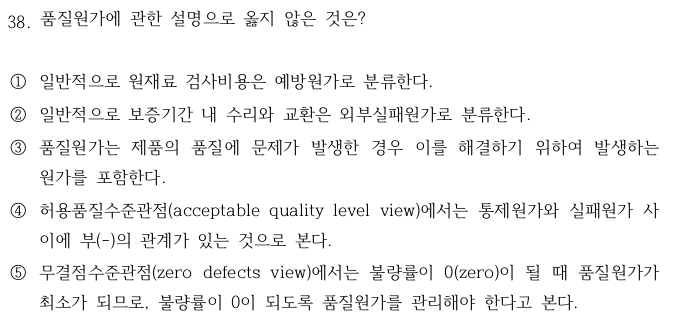 38. 품질원가에 관한 설명으로 옳지 않은 것은?
① 일반적으로 원재료 검사비용은 예방원가로 분류한다.
② 일반적으로 보증기간 내 수리와 교환은 외부실패원가로 분류한다.
③ 품질원가는 제품의 품질에 문제가 발생한 경우 이를 해결하기 위하여 발생하는
원가를 포함한다.
④ 허용품질수준관점(acceptable quality level view)에서는 통제원가와 실패원가 사
이에 부(-)의 관계가 있는 것으로 본다.
⑤ 무결점수준관점(zero defects view)에서는 불량률이 0(zero)이 될 때 품질원가가
최소가 되므로, 불량률이 0이 되도록 품질원가를 관리해야 한다고 본다.